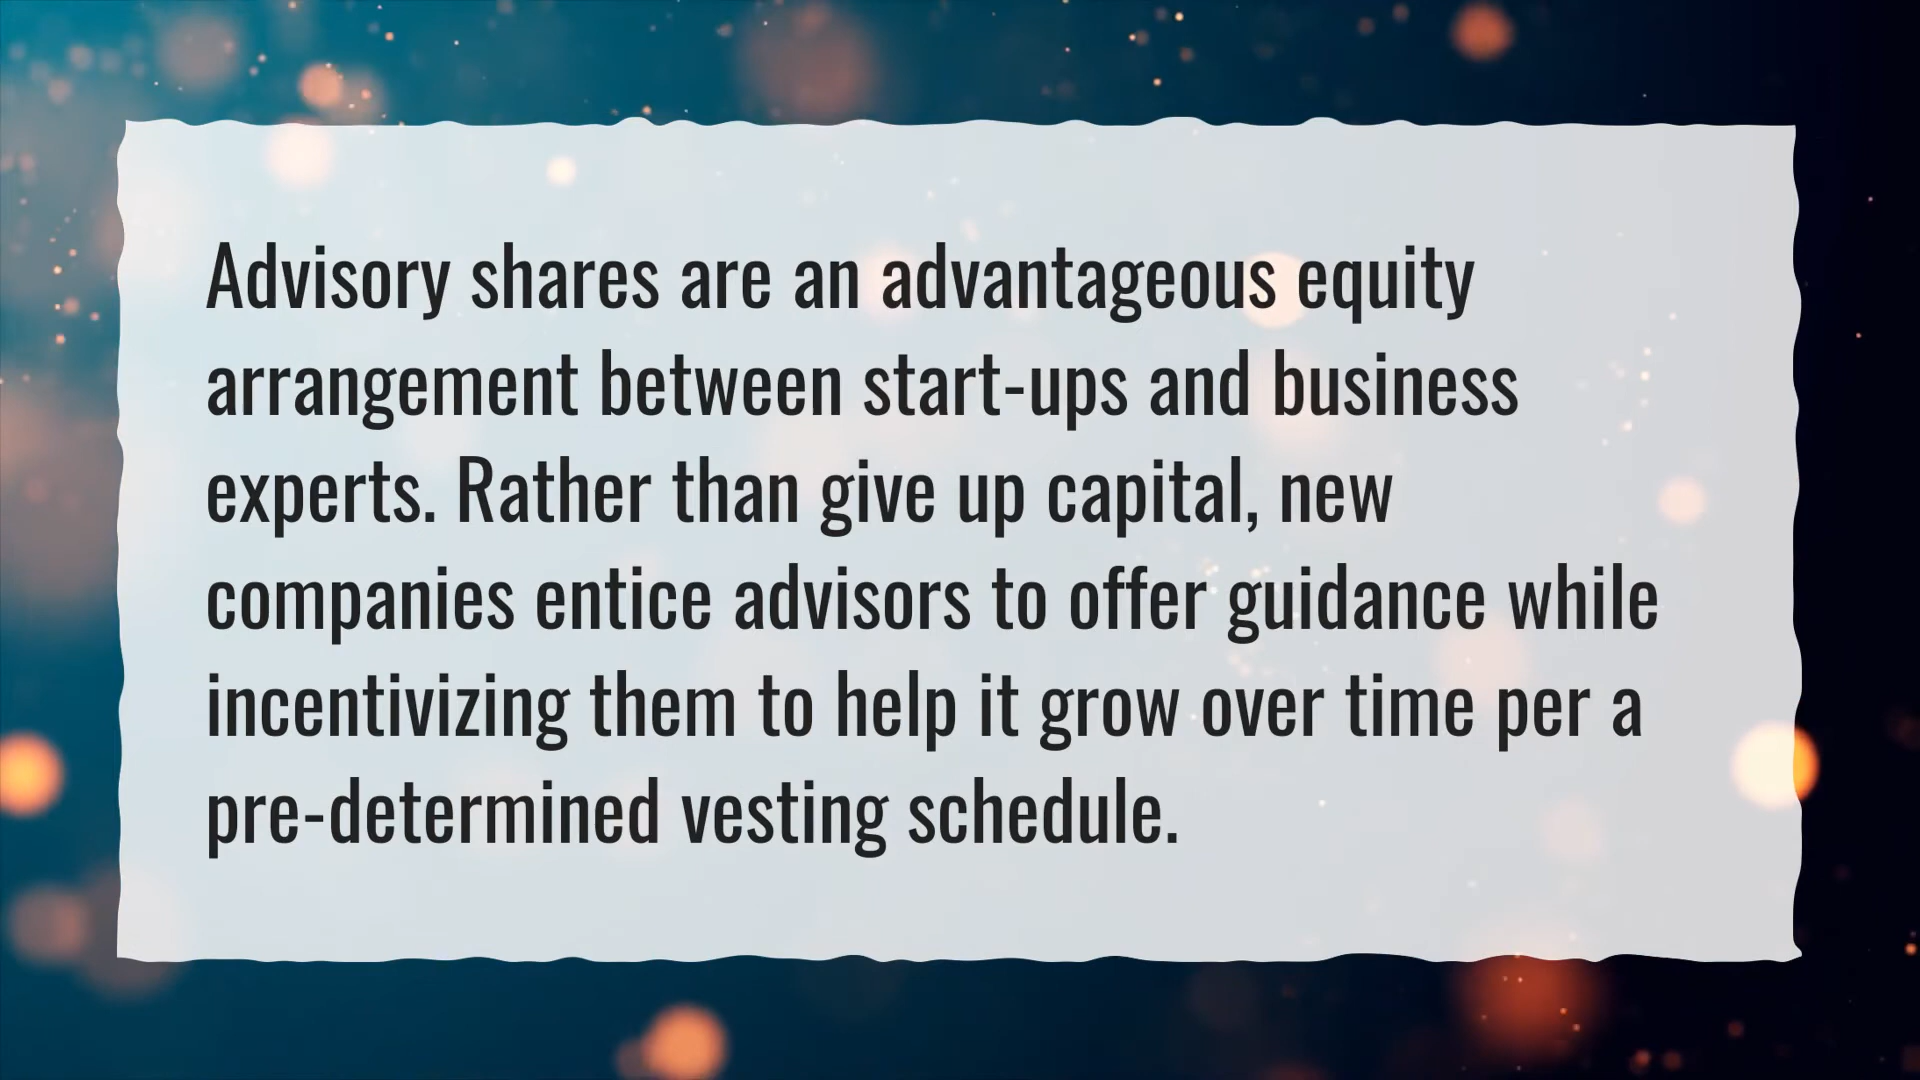 Advisory shares are an advantageous equity
arrangement between start-ups and business
experts. Rather than give up capital, new
companies entice advisors to offer guidance while
incentivizing them to help it grow over time per a
pre-determined vesting schedule.